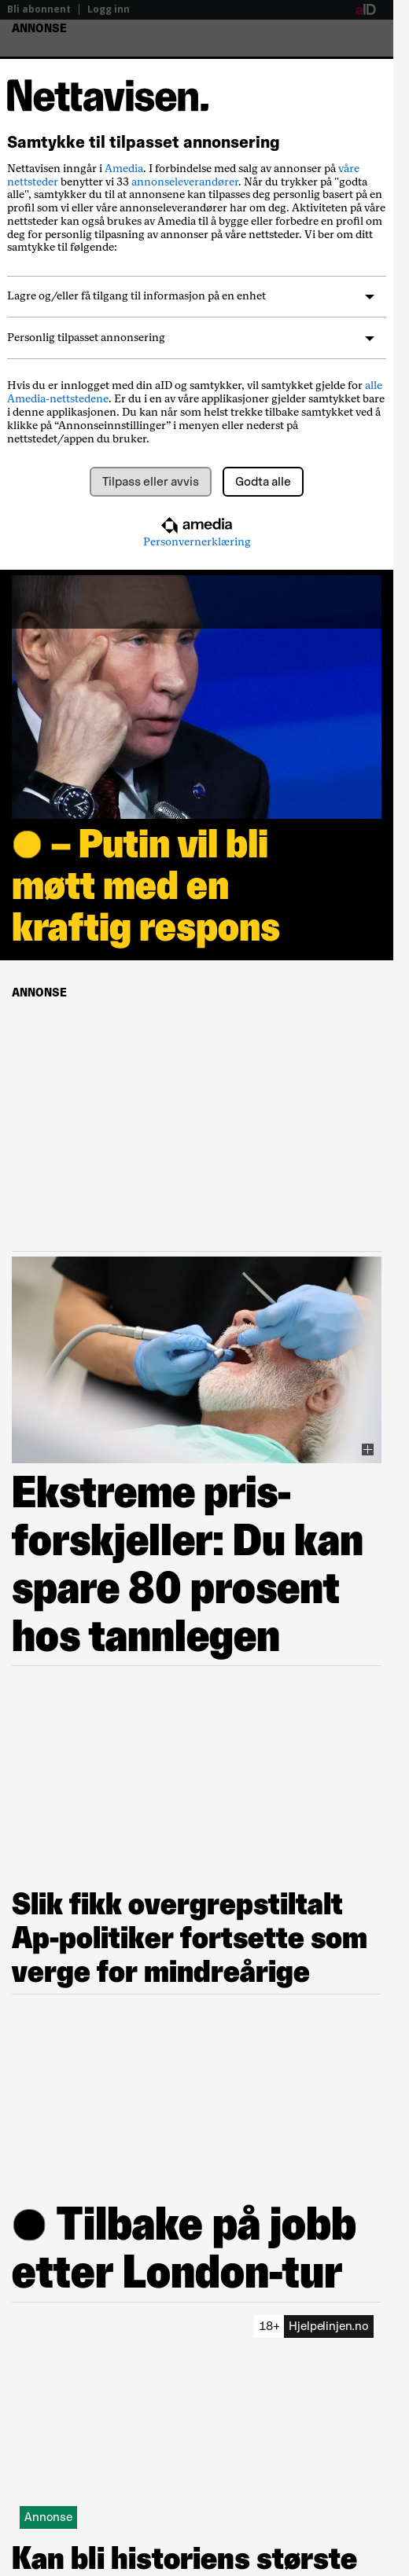 Bli abonnent | Logg inn
aID
ANNONSE
Nettavisen.
Samtykke til tilpasset annonsering
Nettavisen inngår i Amedia. I forbindelse med salg av annonser på våre
nettsteder benytter vi 33 annonseleverandører. Når du trykker på "godta
alle", samtykker du til at annonsene kan tilpasses deg personlig basert på en
profil som vi eller våre annonseleverandører har om deg. Aktiviteten på våre
nettsteder kan også brukes av Amedia til å bygge eller forbedre en profil om
deg for personlig tilpasning av annonser på våre nettsteder. Vi ber om ditt
samtykke til følgende:
Lagre og/eller få tilgang til informasjon på en enhet
Personlig tilpasset annonsering
Hvis du er innlogget med din aID og samtykker, vil samtykket gjelde for alle
Amedia-nettstedene. Er du i en av våre applikasjoner gjelder samtykket bare
i denne applikasjonen. Du kan når som helst trekke tilbake samtykket ved å
klikke på “Annonseinnstillinger” i menyen eller nederst på
nettstedet/appen du bruker.
Tilpass eller avvis
Godta alle
amedia
Personvernerklæring
– Putin vil bli
møtt med en
kraftig respons
ANNONSE
Ekstreme pris-
forskjeller: Du kan
spare 80 prosent
hos tannlegen
Slik fikk overgrepstiltalt
Ap-politiker fortsette som
verge for mindreårige
Tilbake på jobb
etter London-tur
18+ Hjelpelinjen.no
Annonse
Kan bli historiens største